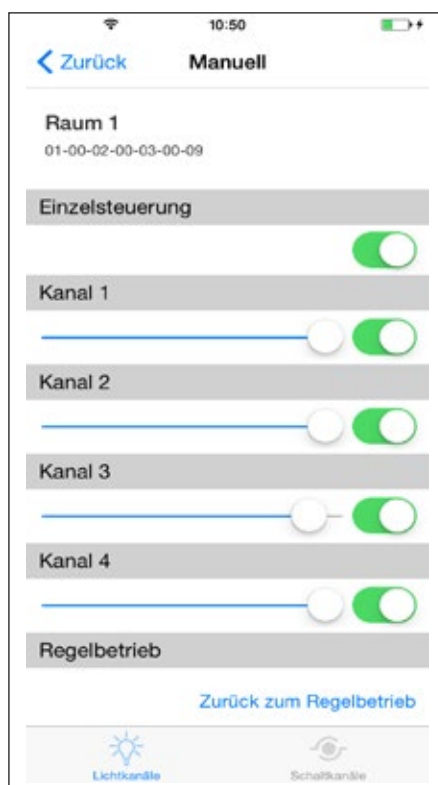 10:50
Zurück Manuell
Raum 1
01-00-02-00-03-00-09
Einzelsteuerung
Kanal 1
Kanal 2
Kanal 3
Kanal 4
Regelbetrieb
Zurück zum Regelbetrieb
Lichtkanäle Schaltkanäle